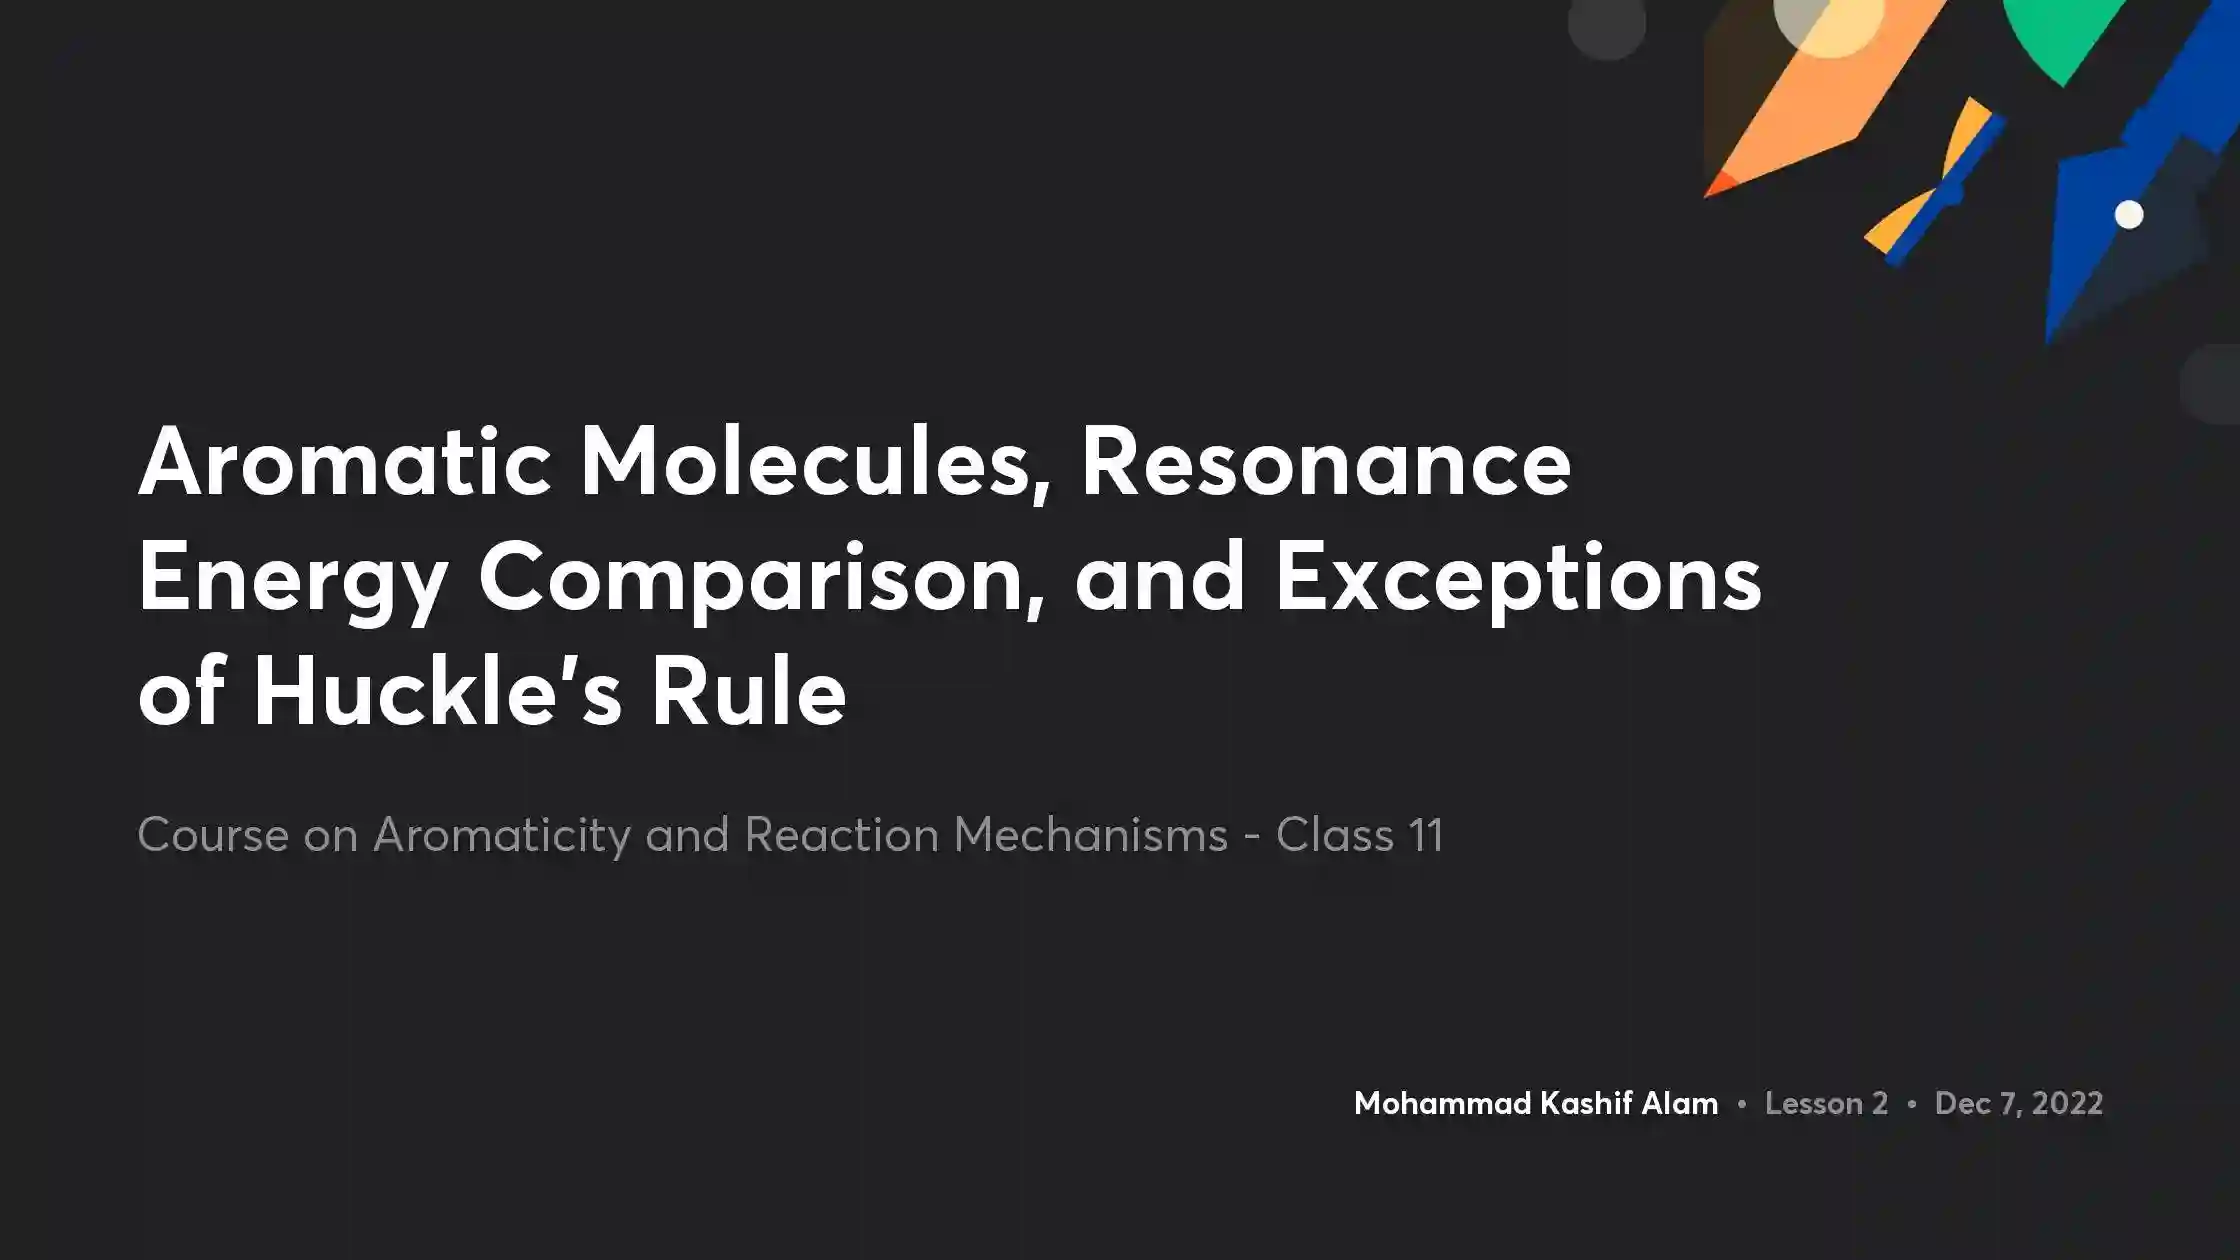 Aromatic Molecules, Resonance
Energy Comparison, and Exceptions
of Huckle's Rule
Course on Aromaticity and Reaction Mechanisms - Class 11
Mohammad Kashif Alam • Lesson 2 • Dec 7, 2022